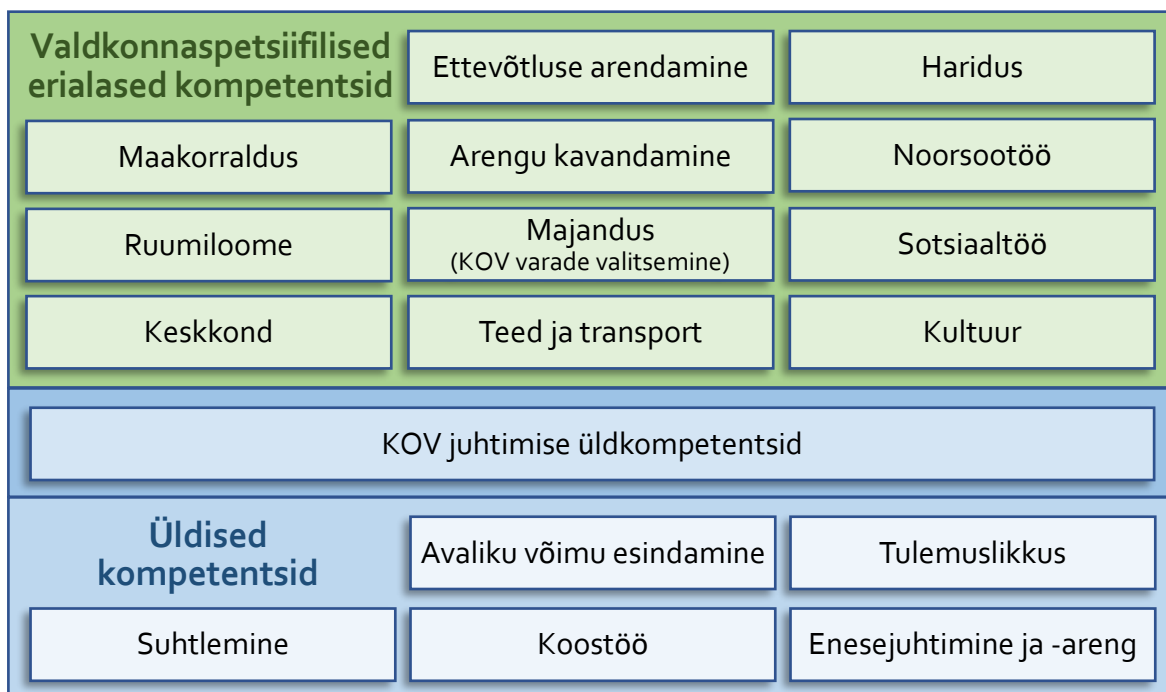 Valdkonnaspetsiifilised
erialased kompetentsid
Ettevõtluse arendamine
Haridus
Maakorraldus
Arengu kavandamine
Noorsootöö
Ruumiloome
Majandus
(KOV varade valitsemine)
Sotsiaaltöö
Keskkond
Teed ja transport
Kultuur
KOV juhtimise üldkompetentsid
Üldised
kompetentsid
Avaliku võimu esindamine
Tulemuslikkus
Suhtlemine
Koostöö
Enesejuhtimine ja -areng